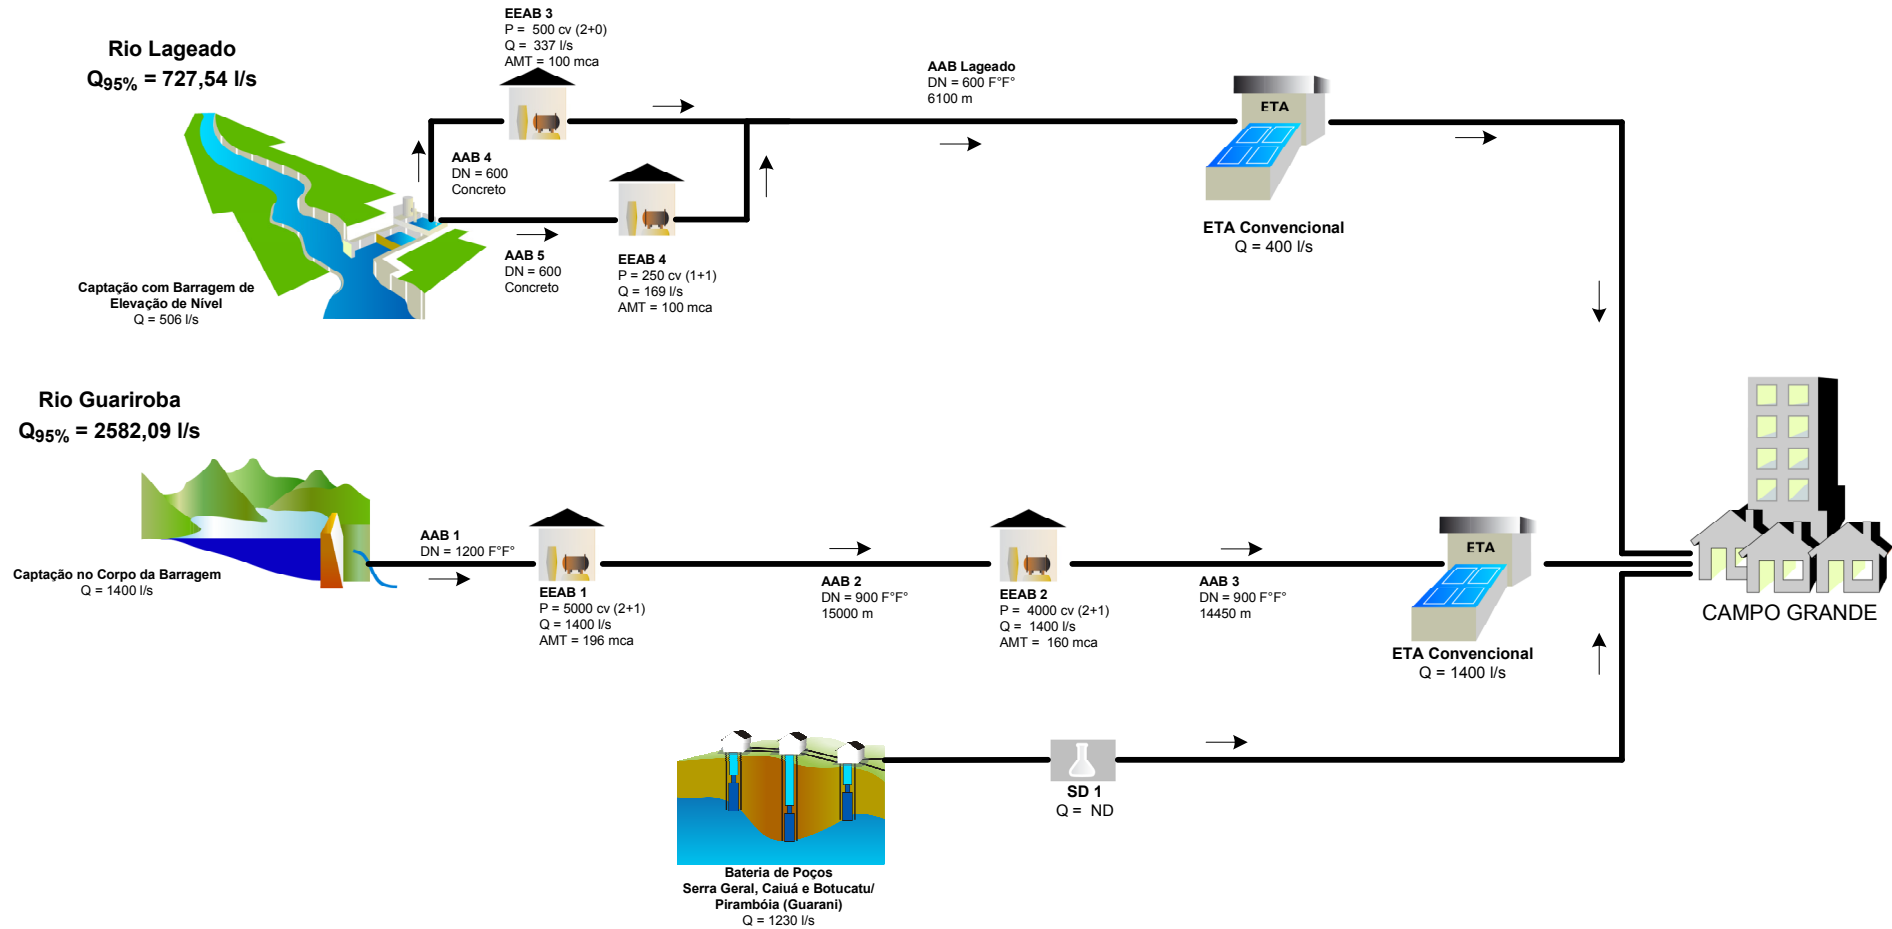 EEAB 3
P =  500 cv (2+0)
Q =  337 l/s
AMT = 100 mca
Rio Lageado
Q95% = 727,54 l/s
AAB Lageado
DN = 600 F°F°
6100 m
ETA
AAB 4
DN = 600
Concreto
ETA Convencional
Q = 400 l/s
AAB 5
DN = 600
Concreto
EEAB 4
P = 250 cv (1+1)
Q = 169 l/s
AMT = 100 mca
Captação com Barragem de
Elevação de Nível
Q = 506 l/s
Rio Guariroba
Q95% = 2582,09 l/s
AAB 1
DN = 1200 F°F°
Captação no Corpo da Barragem
Q = 1400 l/s
EEAB 1
P = 5000 cv (2+1)
Q = 1400 l/s
AMT = 196 mca
AAB 2
DN = 900 F°F°
15000 m
EEAB 2
P =  4000 cv (2+1)
Q =  1400 l/s
AMT =  160 mca
AAB 3
DN = 900 F°F°
14450 m
ETA
ETA Convencional
Q = 1400 l/s
CAMPO GRANDE
SD 1
Q =  ND
Bateria de Poços
Serra Geral, Caiuá e Botucatu/
Pirambóia (Guarani)
Q = 1230 l/s